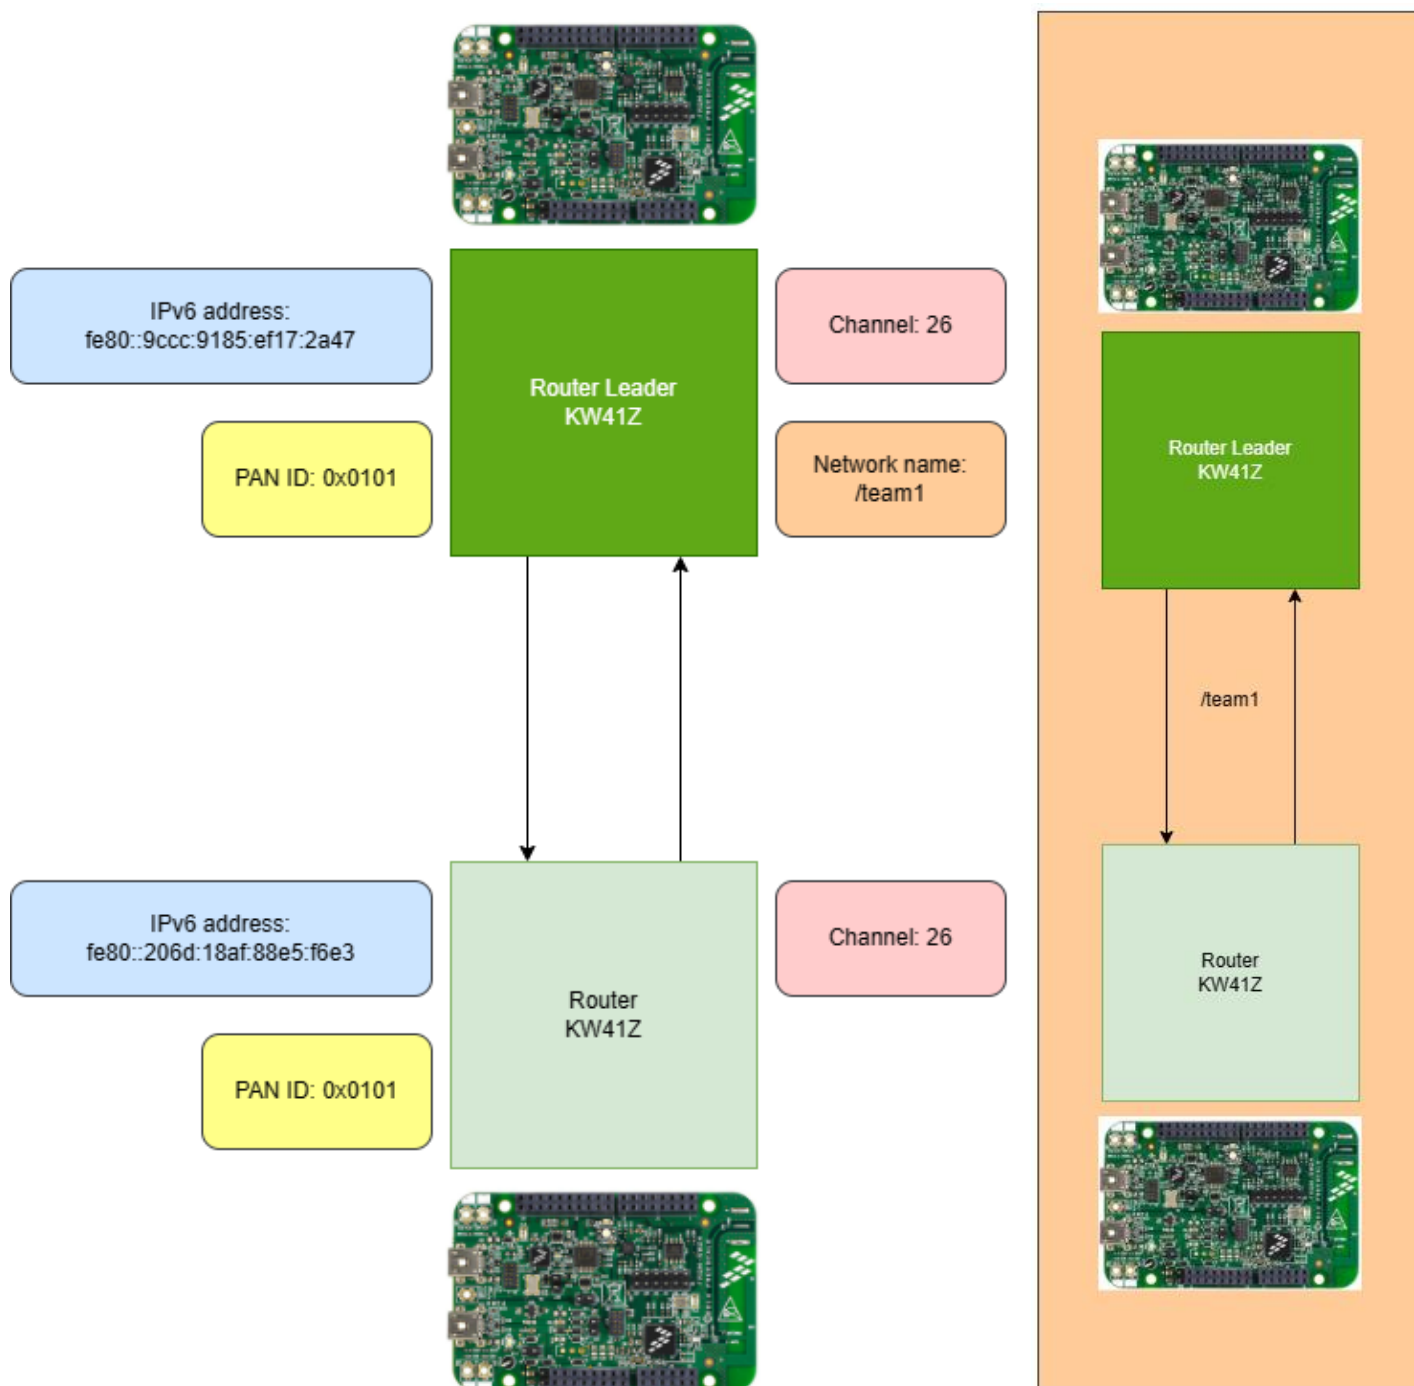 IPv6 address:
fe80::9ccc:9185:ef17:2a47
PAN ID: 0x0101
Router Leader
KW41Z
Channel: 26
Network name:
/team1
IPv6 address:
fe80::206d:18af:88e5:f6e3
PAN ID: 0x0101
Router
KW41Z
Channel: 26
Router Leader
KW41Z
/team1
Router
KW41Z